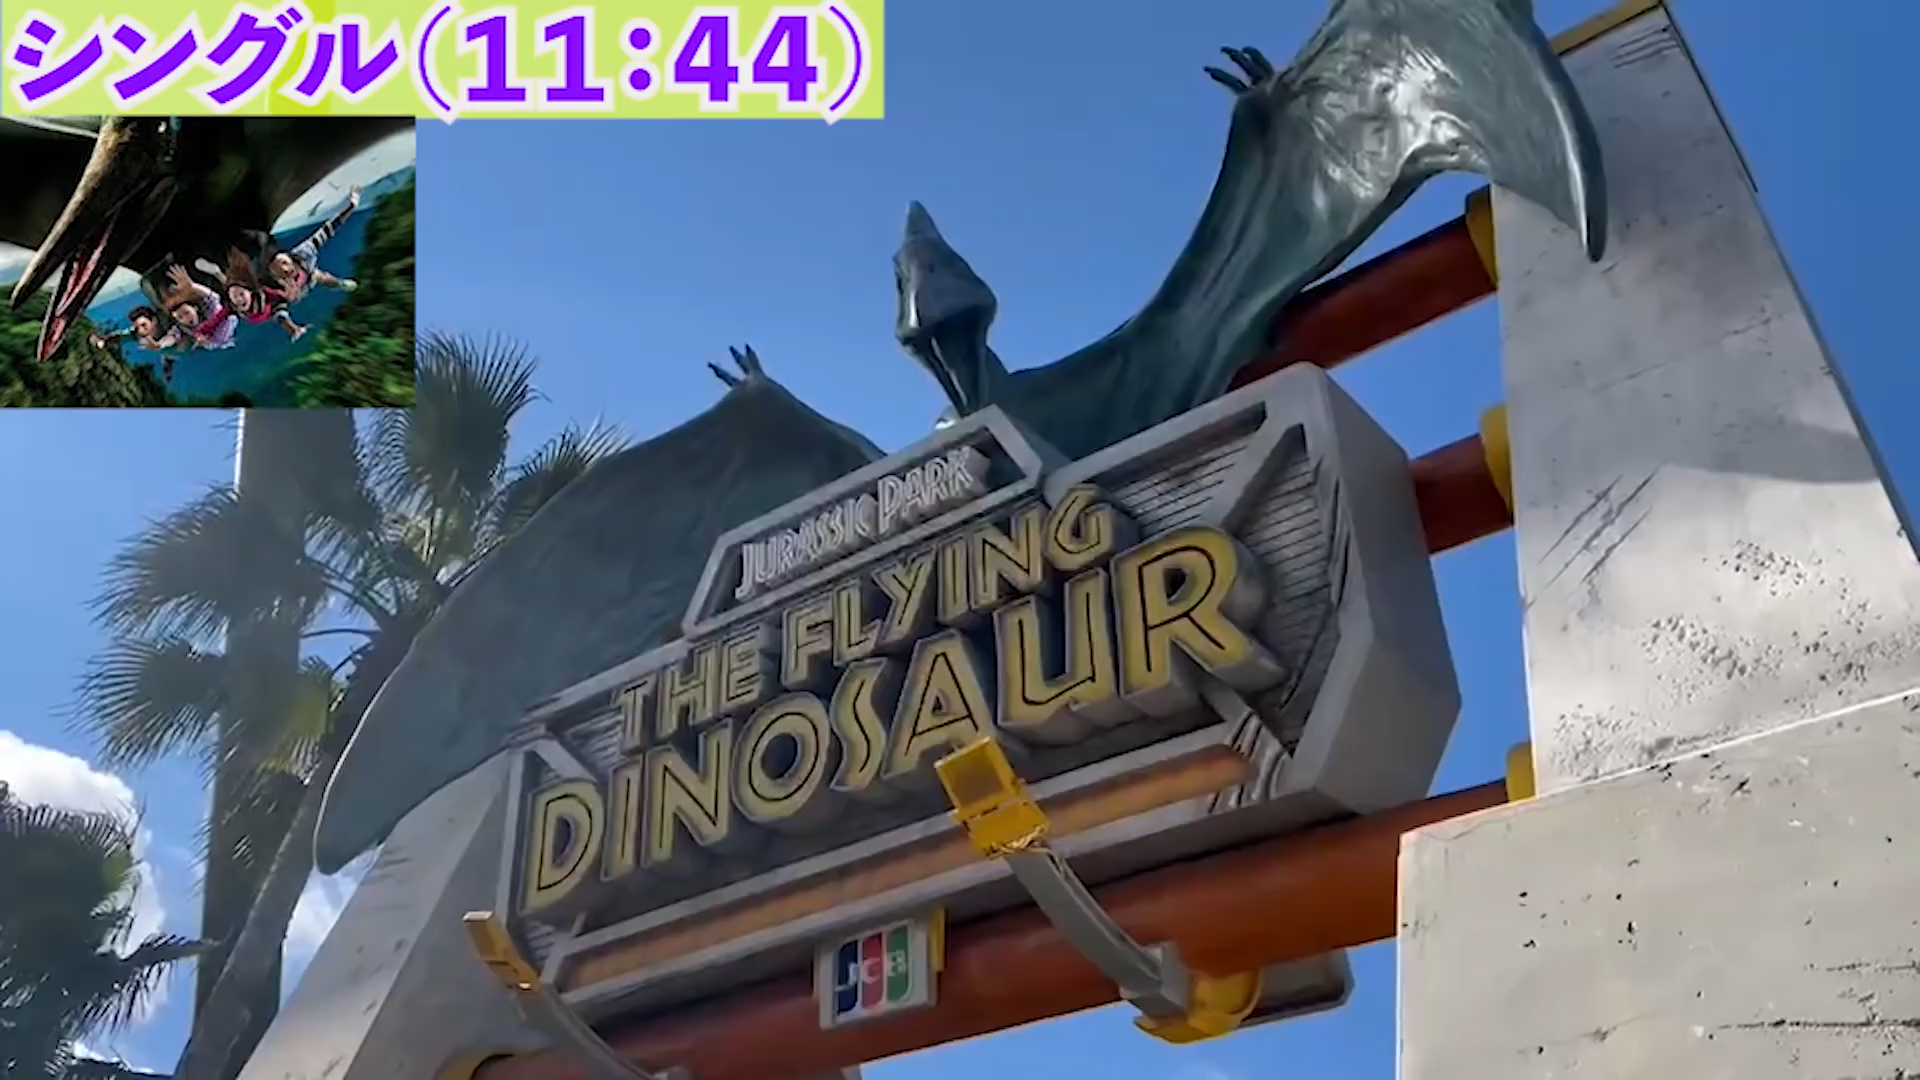 シングル（11:44）
JURASSIC PARK
THE FLYING
DINOSAUR
JCB